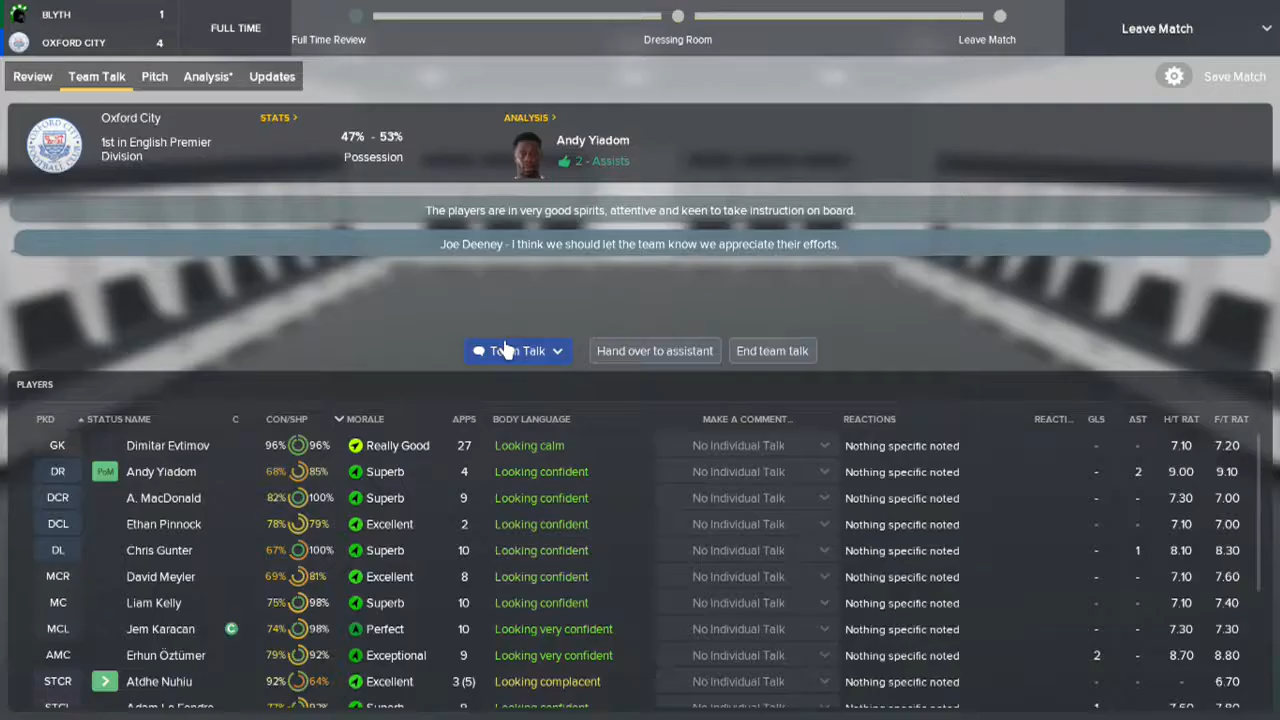 BLYTH 1
OXFORD CITY 4
FULL TIME
Full Time Review
Dressing Room
Leave Match
Leave Match
Review Team Talk Pitch Analysis* Updates
Save Match
Oxford City
1st in English Premier
Division
STATS >
47% - 53%
Possession
ANALYSIS >
Andy Yiadom
2 - Assists
The players are in very good spirits, attentive and keen to take instruction on board.
Joe Deeney - I think we should let the team know we appreciate their efforts.
Team Talk
Hand over to assistant
End team talk
PLAYERS
PKD STATUS NAME C CON/SHP MORALE APPS BODY LANGUAGE MAKE A COMMENT... REACTIONS REACTI... GLS AST H/T RAT F/T RAT
GK Dimitar Evtimov 96% 96% Really Good 27 Looking calm No Individual Talk Nothing specific noted - - 7.10 7.20
DR PoM Andy Yiadom 68% 85% Superb 4 Looking confident No Individual Talk Nothing specific noted - 2 9.00 9.10
DCR A. MacDonald 82% 100% Superb 9 Looking confident No Individual Talk Nothing specific noted - - 7.30 7.00
DCL Ethan Pinnock 78% 79% Excellent 2 Looking confident No Individual Talk Nothing specific noted - - 7.10 7.00
DL Chris Gunter 67% 100% Superb 10 Looking confident No Individual Talk Nothing specific noted - 1 8.10 8.30
MCR David Meyler 69% 81% Excellent 8 Looking confident No Individual Talk Nothing specific noted - - 7.10 7.60
MC Liam Kelly 75% 98% Superb 10 Looking confident No Individual Talk Nothing specific noted - - 7.10 7.40
MCL Jem Karacan C 74% 98% Perfect 10 Looking very confident No Individual Talk Nothing specific noted - - 7.30 7.30
AMC Erhun Öztümer 79% 92% Exceptional 9 Looking very confident No Individual Talk Nothing specific noted 2 - 8.70 8.80
STCR Atdhe Nuhiu 92% 64% Excellent 3 (5) Looking complacent No Individual Talk Nothing specific noted - - 6.70
STCL Adam Le Fondre